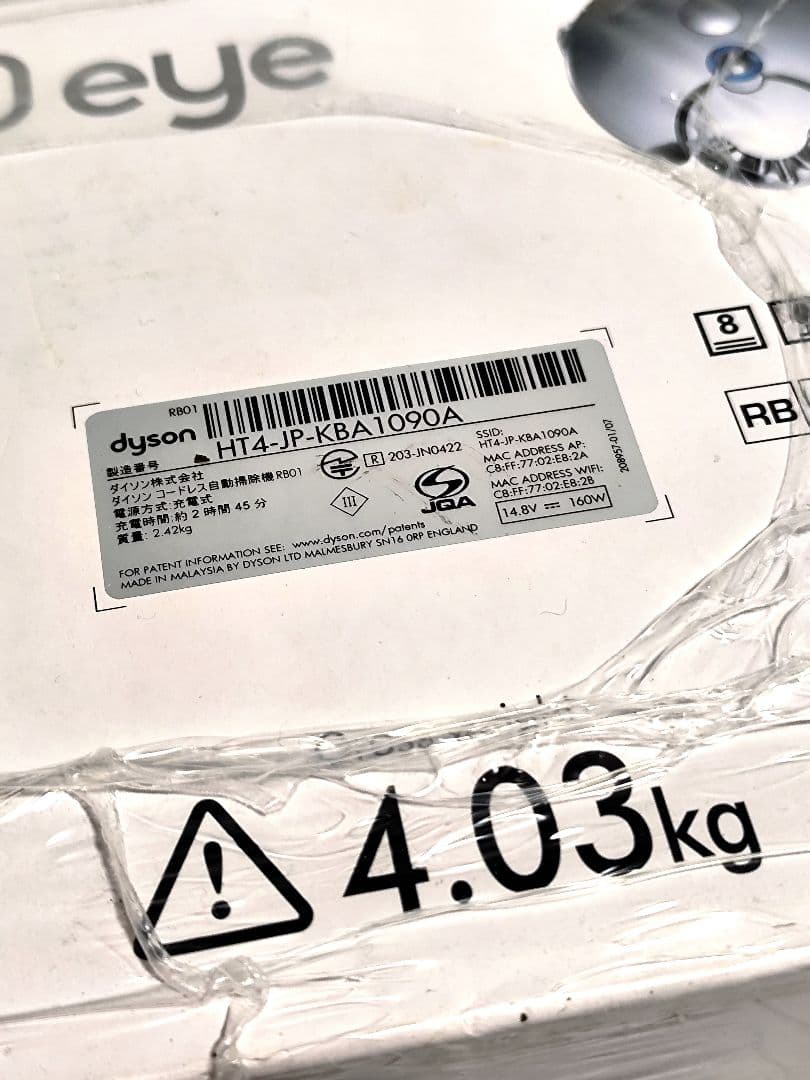 eye
8
RB
RB01
dyson
HT4-JP-KBA1090A
製造番号
ダイソン株式会社
ダイソン コードレス自動掃除機 RB01
電源方式: 充電式
充電時間: 約 2 時間 45 分
質量: 2.42kg
R 203-JN0422
III
JQA
SSID:
HT4-JP-KBA1090A
MAC ADDRESS AP:
C8:FF:77:02:E8:2A
MAC ADDRESS WIFI:
C8:FF:77:02:E8:2B
14.8V 160W
208957-01/07
FOR PATENT INFORMATION SEE: www.dyson.com/patents
MADE IN MALAYSIA BY DYSON LTD MALMESBURY SN16 0RP ENGLAND
4.03kg